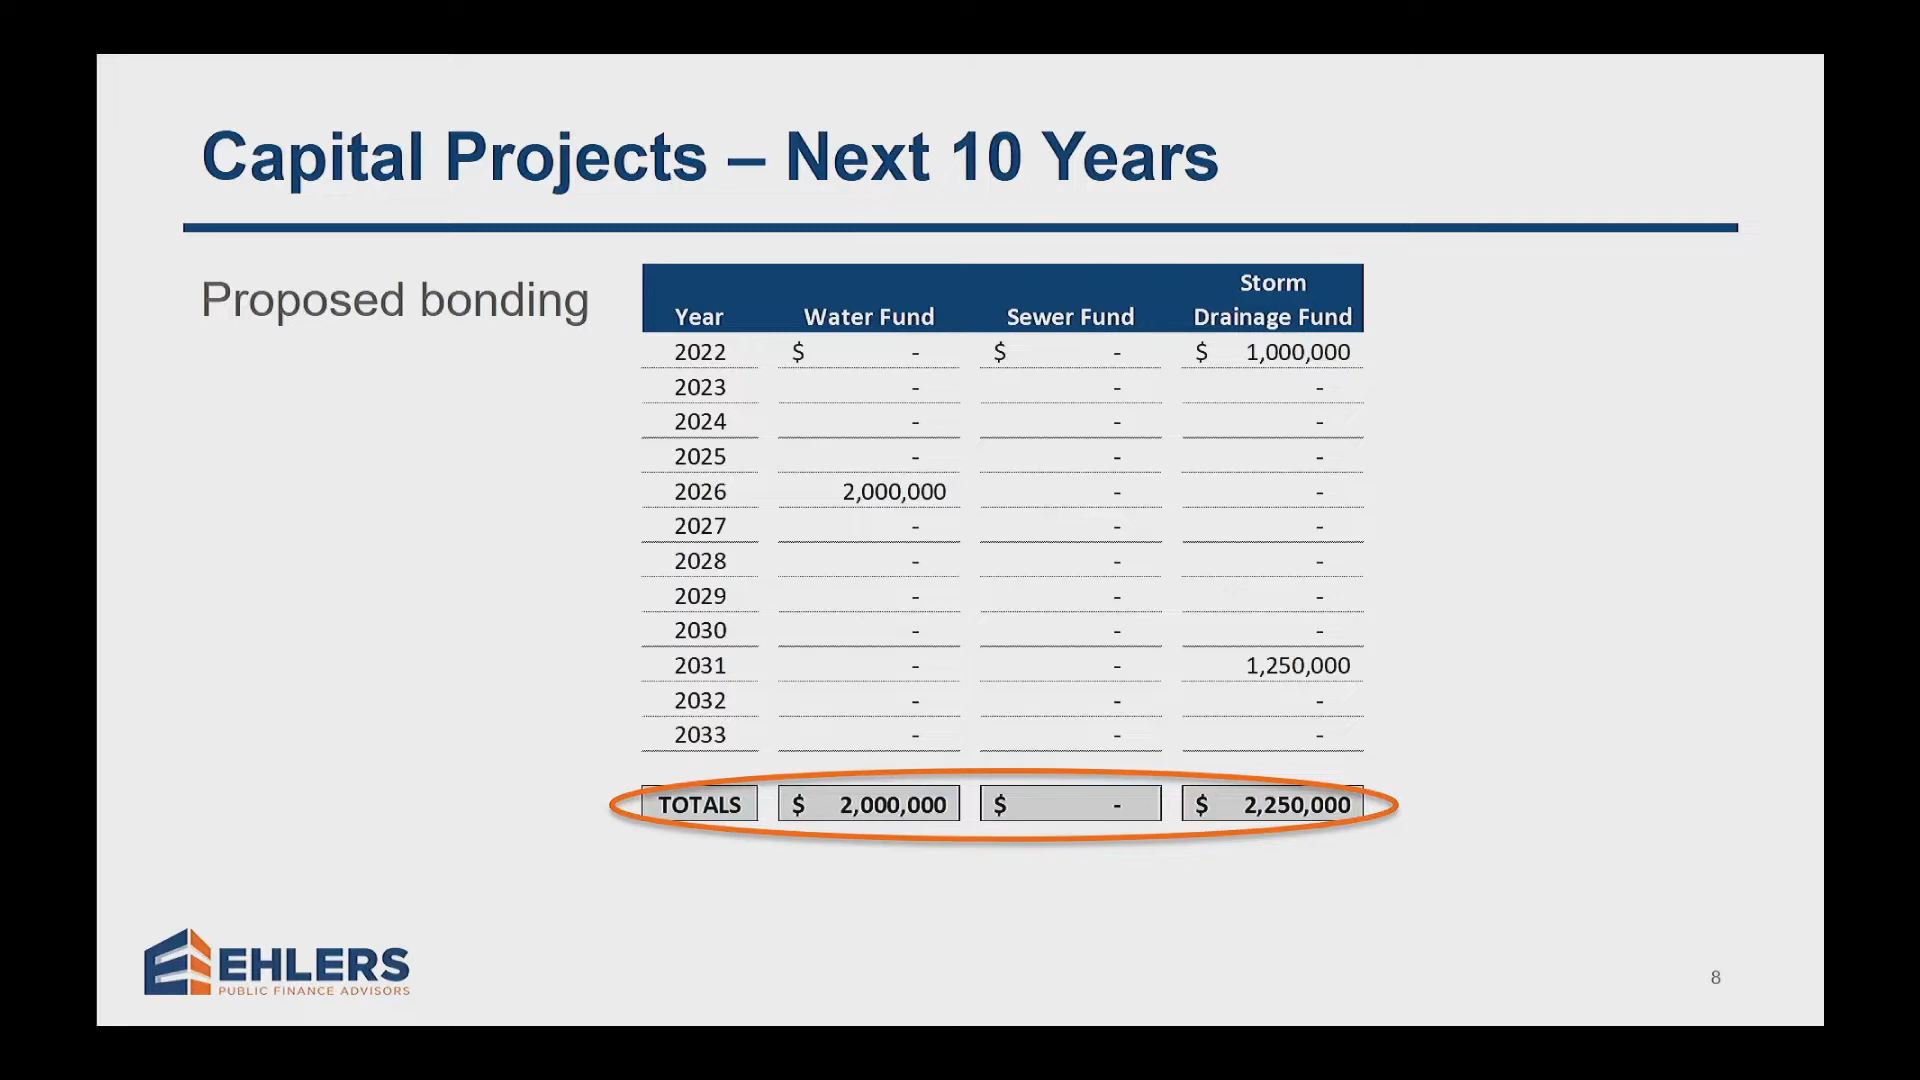 Capital Projects – Next 10 Years
Proposed bonding
Year Water Fund Sewer Fund Storm Drainage Fund
2022 $ - $ - $ 1,000,000
2023 - - -
2024 - - -
2025 - - -
2026 2,000,000 - -
2027 - - -
2028 - - -
2029 - - -
2030 - - -
2031 - - 1,250,000
2032 - - -
2033 - - -
TOTALS $ 2,000,000 $ - $ 2,250,000
EHLERS
PUBLIC FINANCE ADVISORS
8